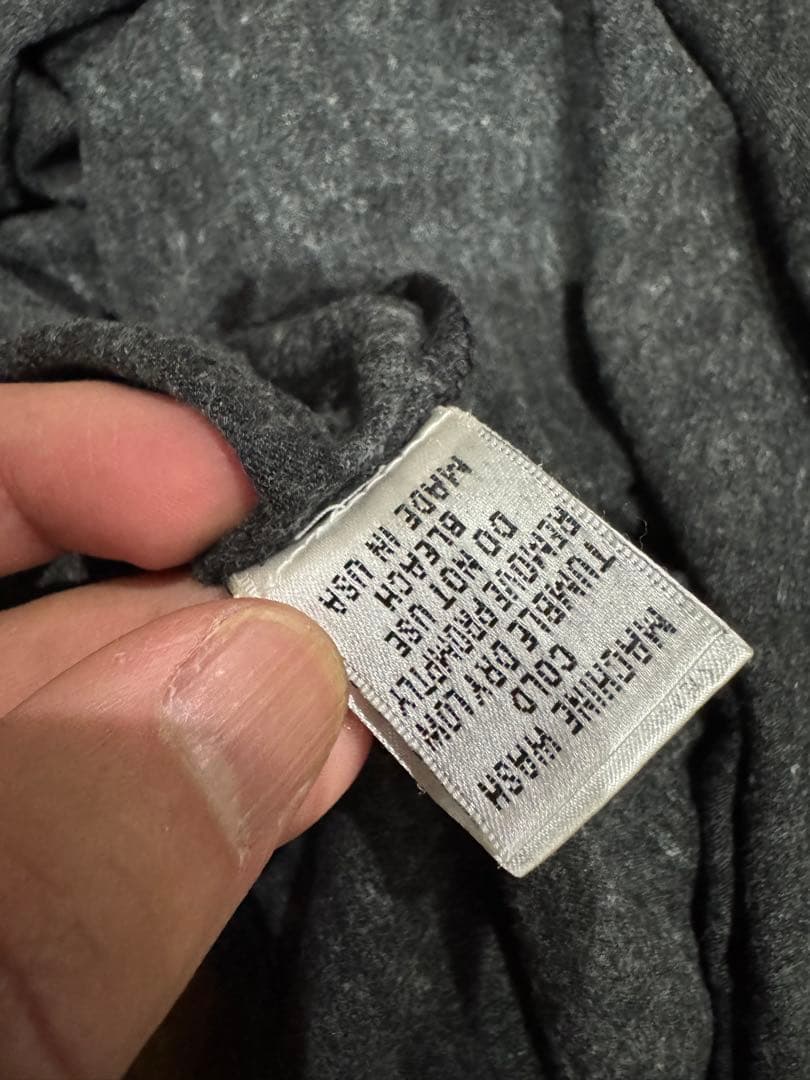 MACHINE WASH
COLD
TUMBLE DRY LOW
REMOVE PROMPTLY
DO NOT USE
BLEACH
MADE IN USA